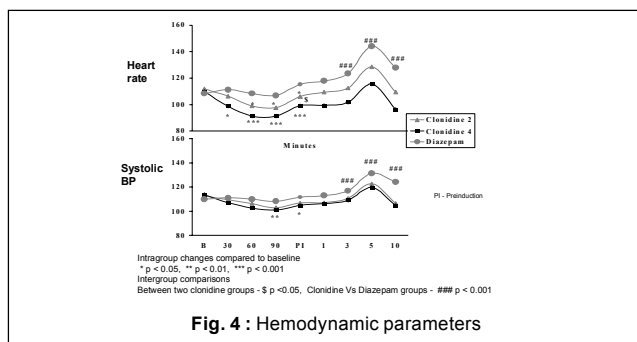 160
Heart
rate
140
120
100
80
###
###
###
*
$
*
*
*
***
***
***
Clonidine 2
Clonidine 4
Diazepam
Minutes
Systolic
BP
160
140
120
100
80
###
###
###
**
*
PI - Preinduction
B 30 60 90 PI 1 3 5 10
Intragroup changes compared to baseline
* p < 0.05, ** p < 0.01, *** p < 0.001
Intergroup comparisons
Between two clonidine groups - $ p <0.05, Clonidine Vs Diazepam groups - ### p < 0.001
Fig. 4 : Hemodynamic parameters